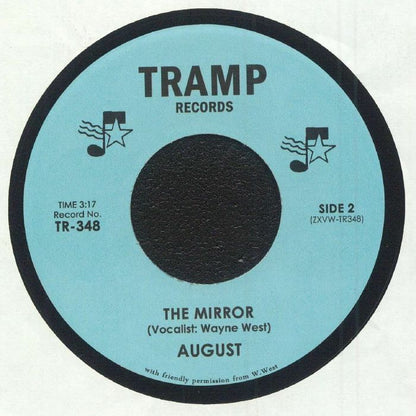 TRAMP
RECORDS
TIME 3:17
Record No.
TR-348
SIDE 2
(ZXVW-TR348)
THE MIRROR
(Vocalist: Wayne West)
AUGUST
with friendly permission from W.West